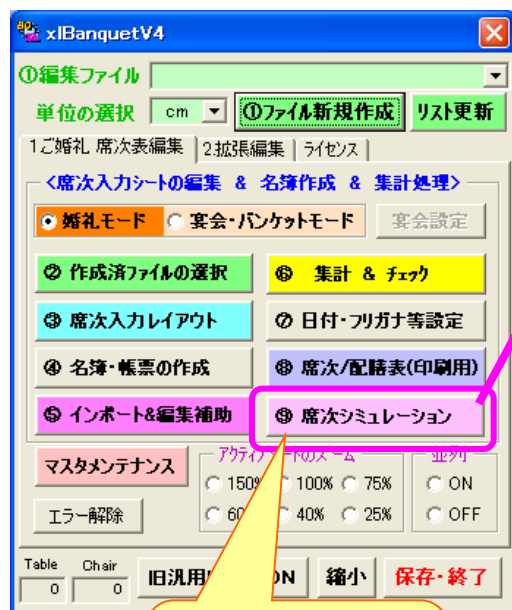 xlBanquetV4
①編集ファイル
単位の選択 cm ①ファイル新規作成 リスト更新
1ご婚礼 席次表編集 2拡張編集 ライセンス
<席次入力シートの編集 & 名簿作成 & 集計処理>
婚礼モード 宴会・バンケットモード 宴会設定
② 作成済ファイルの選択 ⑥ 集計 & チェック
③ 席次入力レイアウト ⑦ 日付・フリガナ等設定
④ 名簿・帳票の作成 ⑧ 席次/配膳表(印刷用)
⑤ インポート&編集補助 ⑨ 席次シミュレーション
マスタメンテナンス
150% 100% 75% ON
エラー解除 60 40% 25% OFF
Table Chair
0 0 旧汎用 ON 縮小 保存・終了